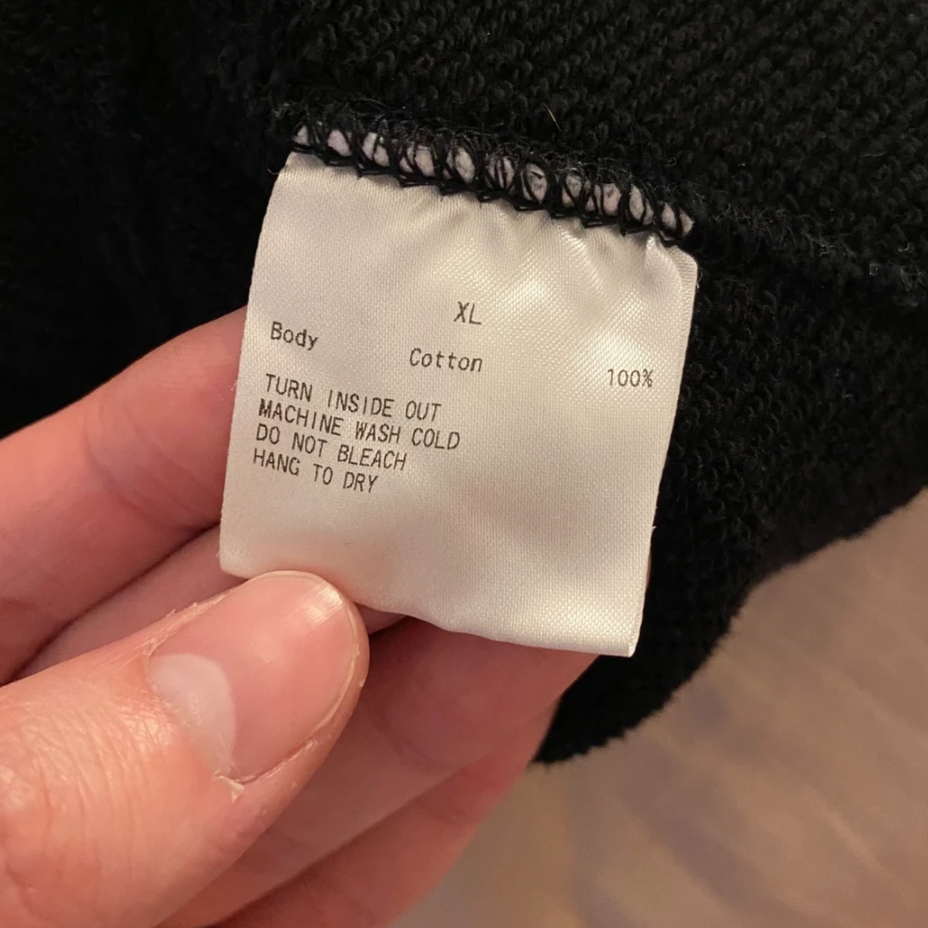 XL
Body Cotton 100%
TURN INSIDE OUT
MACHINE WASH COLD
DO NOT BLEACH
HANG TO DRY